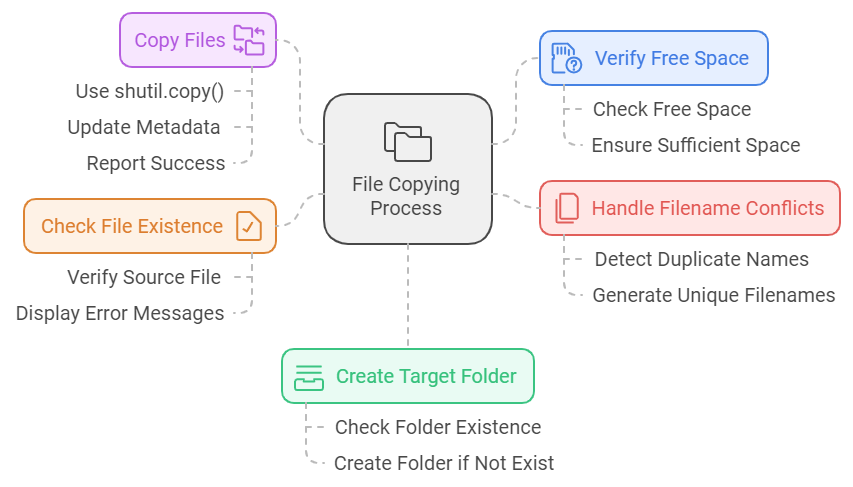 Copy Files
Use shutil.copy()
Update Metadata
Report Success
Check File Existence
Verify Source File
Display Error Messages
File Copying
Process
Verify Free Space
Check Free Space
Ensure Sufficient Space
Handle Filename Conflicts
Detect Duplicate Names
Generate Unique Filenames
Create Target Folder
Check Folder Existence
Create Folder if Not Exist